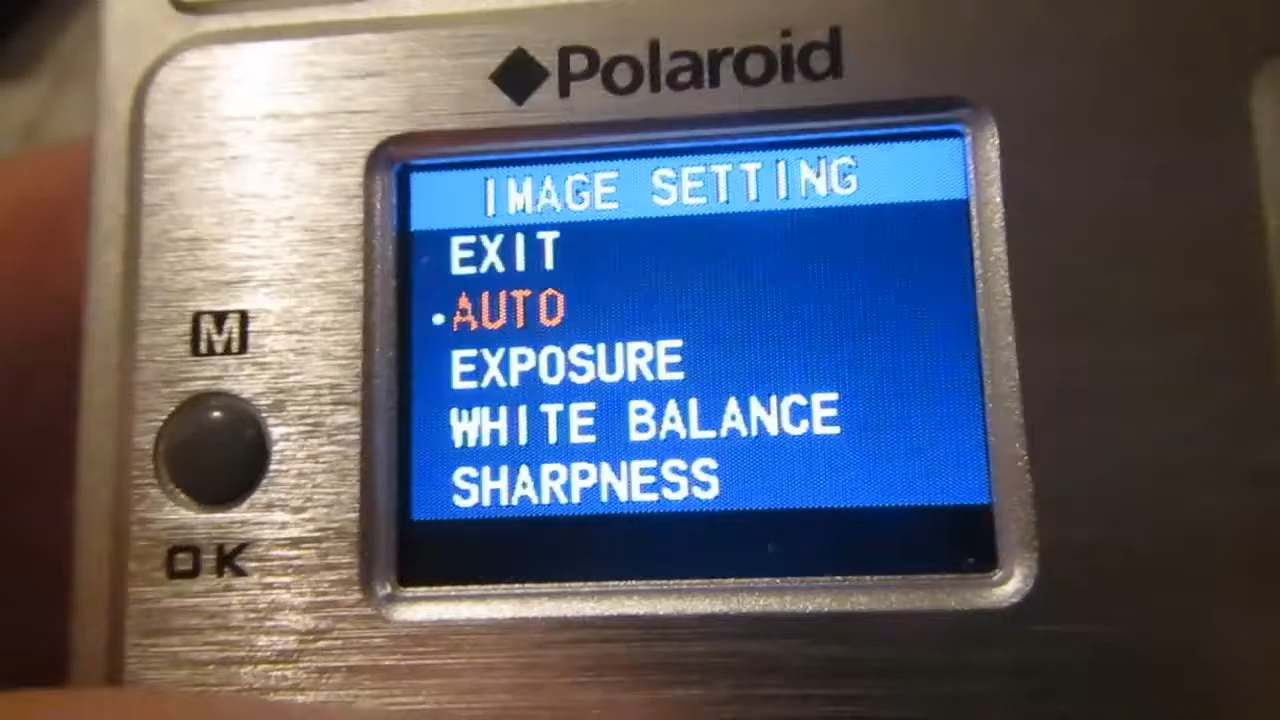 Polaroid
IMAGE SETTING
EXIT
AUTO
EXPOSURE
WHITE BALANCE
SHARPNESS
M
OK